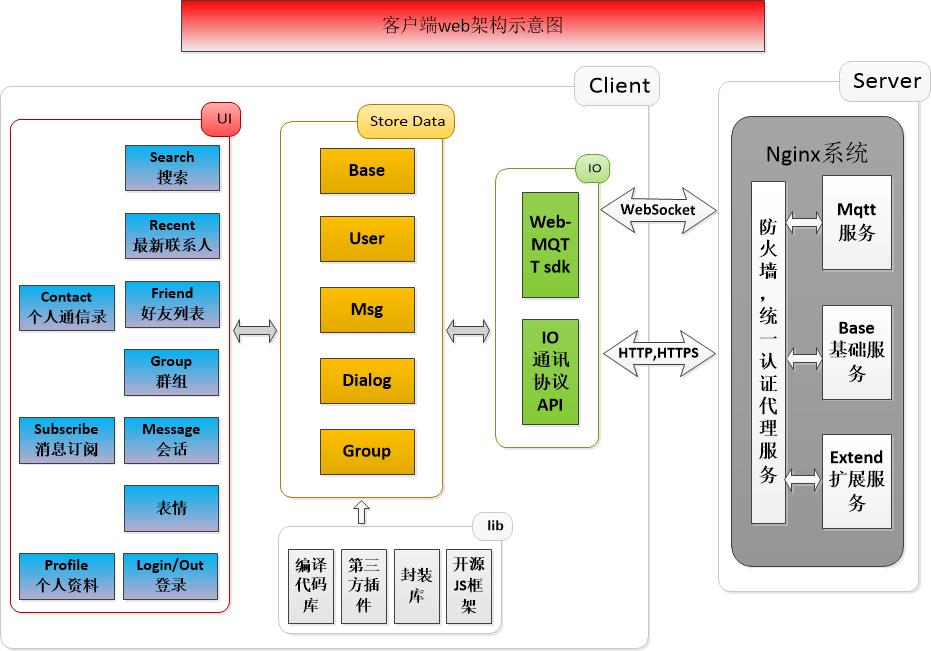 客户端web架构示意图
Client
Server
UI
Search
搜索
Recent
最新联系人
Contact
个人通信录
Friend
好友列表
Group
群组
Subscribe
消息订阅
Message
会话
表情
Profile
个人资料
Login/Out
登录
Store Data
Base
User
Msg
Dialog
Group
lib
编译
代码
库
第三
方插
件
封装
库
开源
JS框
架
IO
Web-
MQT
T sdk
IO
通讯
协议
API
WebSocket
HTTP,HTTPS
Nginx系统
防
火
墙
,
统
一
认
证
代
理
服
务
Mqtt
服务
Base
基础服
务
Extend
扩展服
务